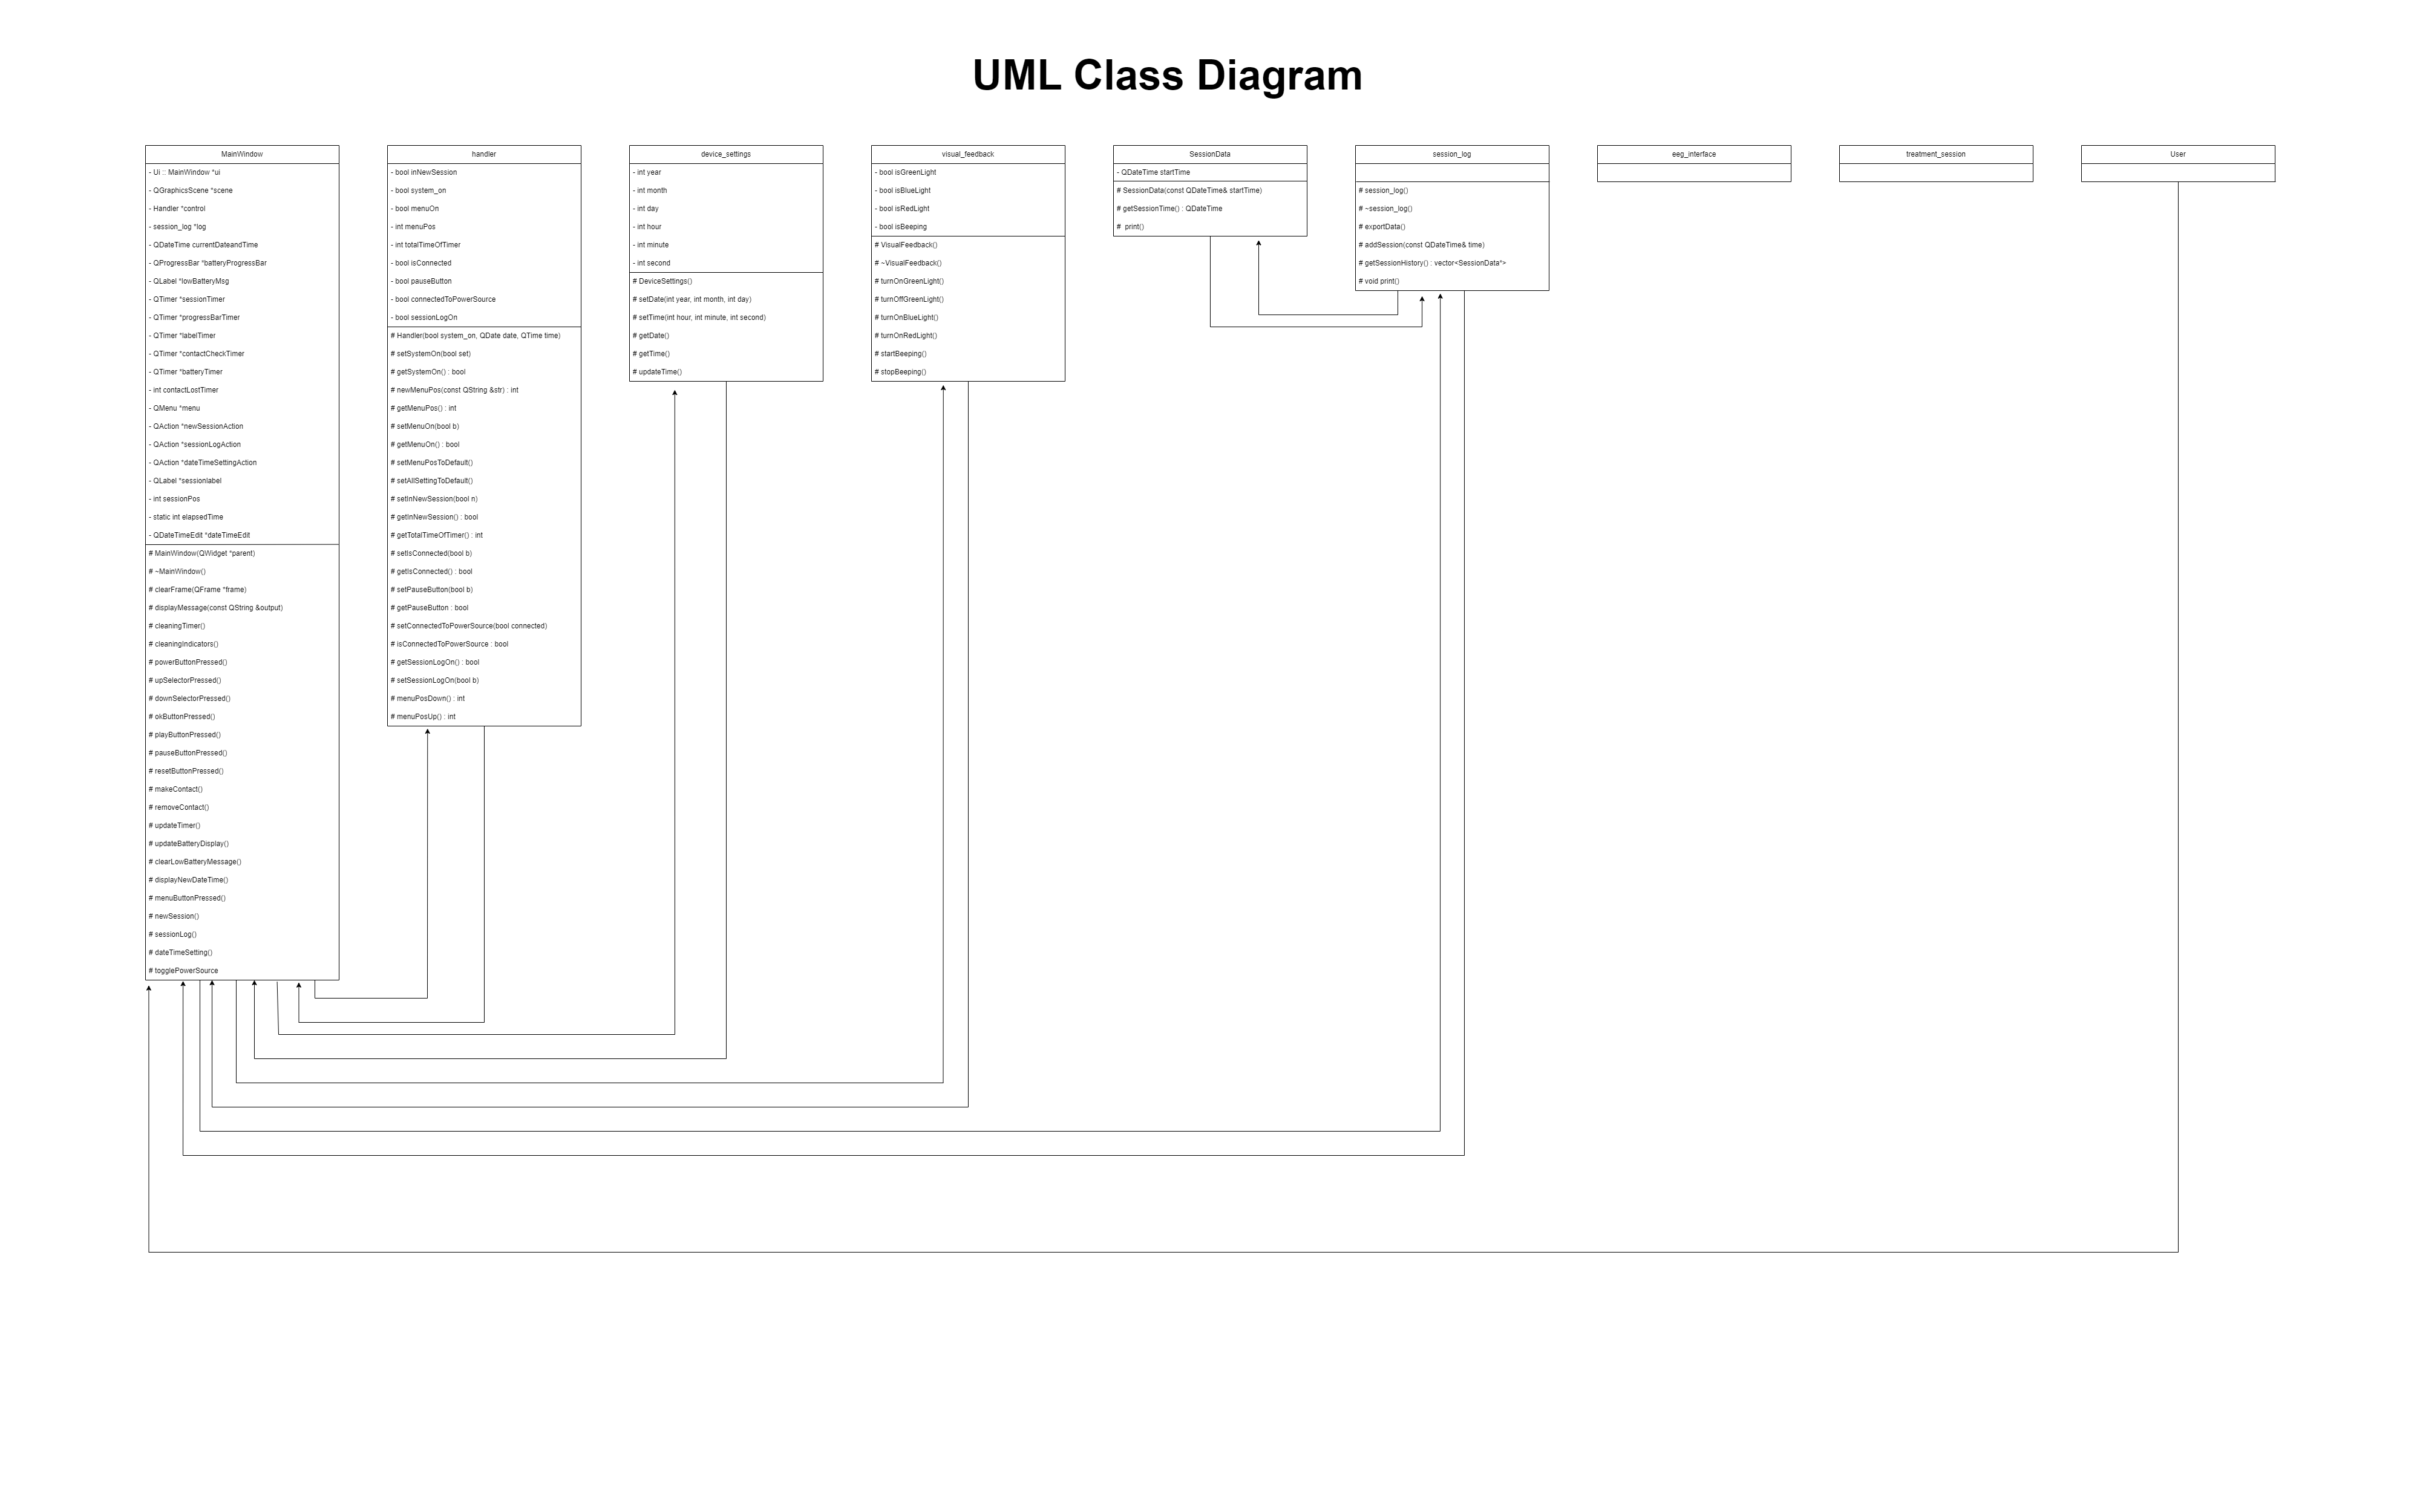 UML Class Diagram
MainWindow
- Ui :: MainWindow *ui
- QGraphicsScene *scene
- Handler *control
- session_log *log
- QDateTime currentDateandTime
- QProgressBar *batteryProgressBar
- QLabel *lowBatteryMsg
- QTimer *sessionTimer
- QTimer *progressBarTimer
- QTimer *labelTimer
- QTimer *contactCheckTimer
- QTimer *batteryTimer
- int contactLostTimer
- QMenu *menu
- QAction *newSessionAction
- QAction *sessionLogAction
- QAction *dateTimeSettingAction
- QLabel *sessionlabel
- int sessionPos
- static int elapsedTime
- QDateTimeEdit *dateTimeEdit
# MainWindow(QWidget *parent)
# ~MainWindow()
# clearFrame(QFrame *frame)
# displayMessage(const QString &output)
# cleaningTimer()
# cleaningIndicators()
# powerButtonPressed()
# upSelectorPressed()
# downSelectorPressed()
# okButtonPressed()
# playButtonPressed()
# pauseButtonPressed()
# resetButtonPressed()
# makeContact()
# removeContact()
# updateTimer()
# updateBatteryDisplay()
# clearLowBatteryMessage()
# displayNewDateTime()
# menuButtonPressed()
# newSession()
# sessionLog()
# dateTimeSetting()
# togglePowerSource
handler
- bool inNewSession
- bool system_on
- bool menuOn
- int menuPos
- int totalTimeOfTimer
- bool isConnected
- bool pauseButton
- bool connectedToPowerSource
- bool sessionLogOn
# Handler(bool system_on, QDate date, QTime time)
# setSystemOn(bool set)
# getSystemOn() : bool
# newMenuPos(const QString &str) : int
# getMenuPos() : int
# setMenuOn(bool b)
# getMenuOn() : bool
# setMenuPosToDefault()
# setAllSettingToDefault()
# setInNewSession(bool n)
# getInNewSession() : bool
# getTotalTimeOfTimer() : int
# setIsConnected(bool b)
# getIsConnected() : bool
# setPauseButton(bool b)
# getPauseButton : bool
# setConnectedToPowerSource(bool connected)
# isConnectedToPowerSource : bool
# getSessionLogOn() : bool
# setSessionLogOn(bool b)
# menuPosDown() : int
# menuPosUp() : int
device_settings
- int year
- int month
- int day
- int hour
- int minute
- int second
# DeviceSettings()
# setDate(int year, int month, int day)
# setTime(int hour, int minute, int second)
# getDate()
# getTime()
# updateTime()
visual_feedback
- bool isGreenLight
- bool isBlueLight
- bool isRedLight
- bool isBeeping
# VisualFeedback()
# ~VisualFeedback()
# turnOnGreenLight()
# turnOffGreenLight()
# turnOnBlueLight()
# turnOnRedLight()
# startBeeping()
# stopBeeping()
SessionData
- QDateTime startTime
# SessionData(const QDateTime& startTime)
# getSessionTime() : QDateTime
# print()
session_log
# session_log()
# ~session_log()
# exportData()
# addSession(const QDateTime& time)
# getSessionHistory() : vector<SessionData*>
# void print()
eeg_interface
treatment_session
User